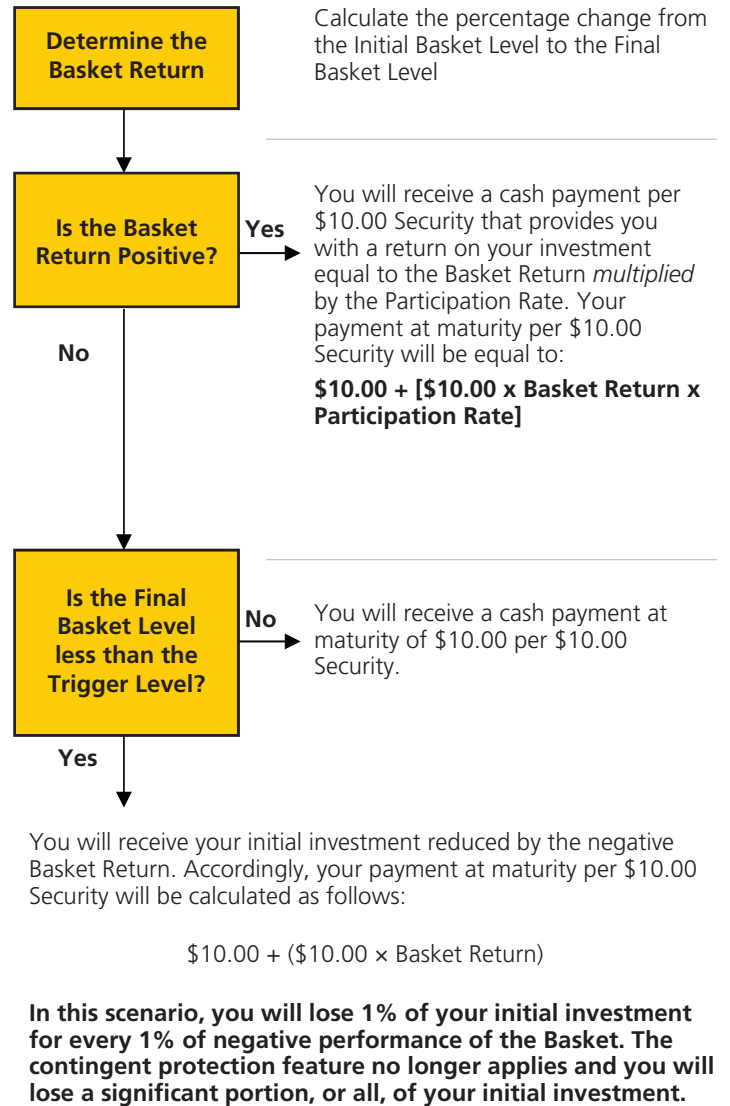 Determine the
Basket Return
Calculate the percentage change from
the Initial Basket Level to the Final
Basket Level
Is the Basket
Return Positive?
Yes
You will receive a cash payment per
$10.00 Security that provides you
with a return on your investment
equal to the Basket Return multiplied
by the Participation Rate. Your
payment at maturity per $10.00
Security will be equal to:
$10.00 + [$10.00 x Basket Return x
Participation Rate]
No
Is the Final
Basket Level
less than the
Trigger Level?
No
You will receive a cash payment at
maturity of $10.00 per $10.00
Security.
Yes
You will receive your initial investment reduced by the negative
Basket Return. Accordingly, your payment at maturity per $10.00
Security will be calculated as follows:
$10.00 + ($10.00 × Basket Return)
In this scenario, you will lose 1% of your initial investment
for every 1% of negative performance of the Basket. The
contingent protection feature no longer applies and you will
lose a significant portion, or all, of your initial investment.